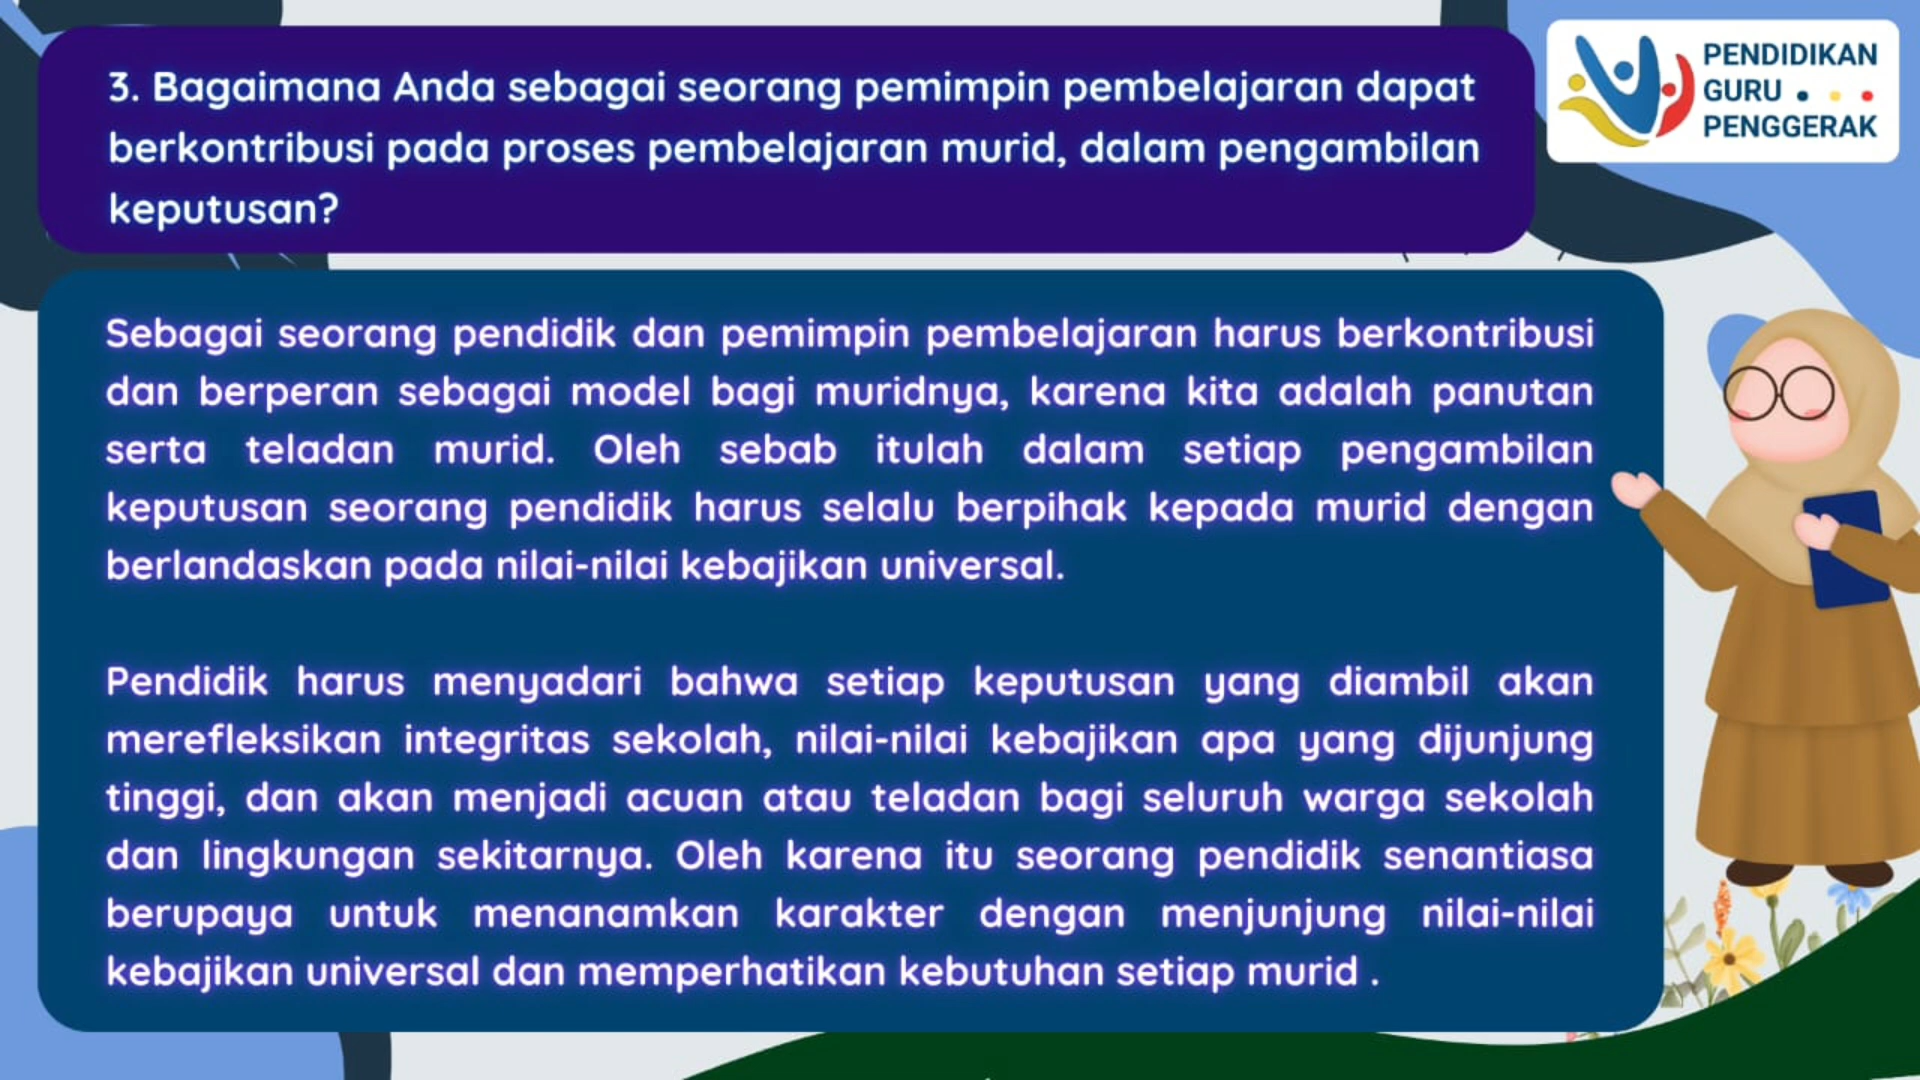 3. Bagaimana Anda sebagai seorang pemimpin pembelajaran dapat
berkontribusi pada proses pembelajaran murid, dalam pengambilan
keputusan?
PENDIDIKAN
GURU
PENGGERAK
Sebagai seorang pendidik dan pemimpin pembelajaran harus berkontribusi
dan berperan sebagai model bagi muridnya, karena kita adalah panutan
serta teladan murid. Oleh sebab itulah dalam setiap pengambilan
keputusan seorang pendidik harus selalu berpihak kepada murid dengan
berlandaskan pada nilai-nilai kebajikan universal.
Pendidik harus menyadari bahwa setiap keputusan yang diambil akan
merefleksikan integritas sekolah, nilai-nilai kebajikan apa yang dijunjung
tinggi, dan akan menjadi acuan atau teladan bagi seluruh warga sekolah
dan lingkungan sekitarnya. Oleh karena itu seorang pendidik senantiasa
berupaya untuk menanamkan karakter dengan menjunjung nilai-nilai
kebajikan universal dan memperhatikan kebutuhan setiap murid .